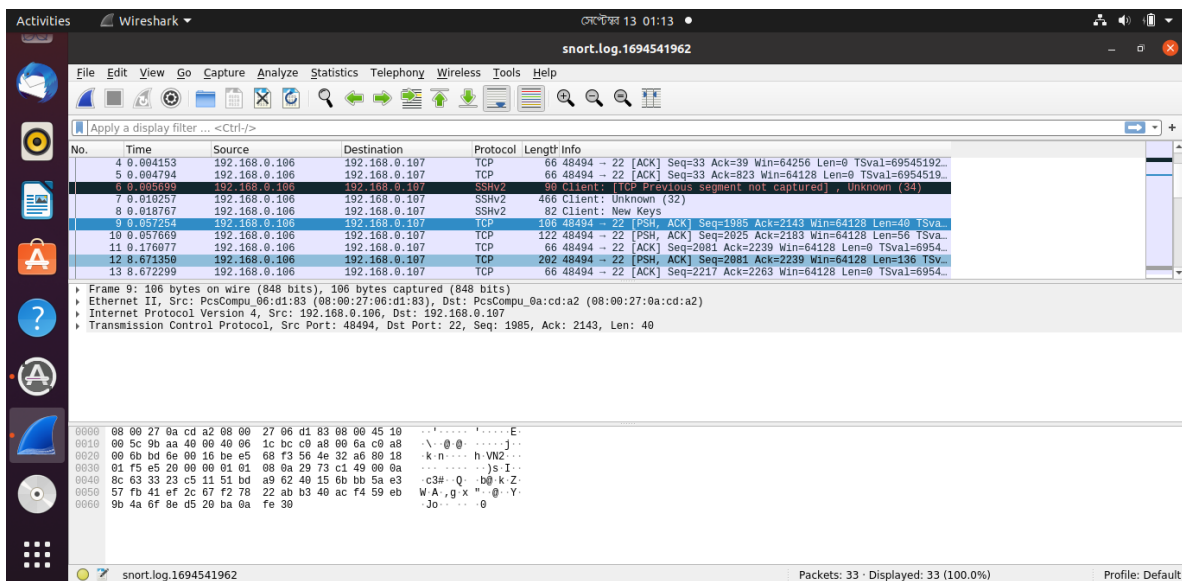 Activities Wireshark সেপ্টেম্বর 13 01:13
snort.log.1694541962
File Edit View Go Capture Analyze Statistics Telephony Wireless Tools Help
Apply a display filter ... <Ctrl-/>
No. Time Source Destination Protocol Length Info
4 0.004153 192.168.0.106 192.168.0.107 TCP 66 48494 → 22 [ACK] Seq=33 Ack=39 Win=64256 Len=0 TSval=69545192…
5 0.004794 192.168.0.106 192.168.0.107 TCP 66 48494 → 22 [ACK] Seq=33 Ack=823 Win=64128 Len=0 TSval=6954519…
6 0.005699 192.168.0.106 192.168.0.107 SSHv2 90 Client: [TCP Previous segment not captured] , Unknown (34)
7 0.010257 192.168.0.106 192.168.0.107 SSHv2 466 Client: Unknown (32)
8 0.018767 192.168.0.106 192.168.0.107 SSHv2 82 Client: New Keys
9 0.057254 192.168.0.106 192.168.0.107 TCP 106 48494 → 22 [PSH, ACK] Seq=1985 Ack=2143 Win=64128 Len=40 TSva…
10 0.057669 192.168.0.106 192.168.0.107 TCP 122 48494 → 22 [PSH, ACK] Seq=2025 Ack=2183 Win=64128 Len=56 TSva…
11 0.176077 192.168.0.106 192.168.0.107 TCP 66 48494 → 22 [ACK] Seq=2081 Ack=2239 Win=64128 Len=0 TSval=6954…
12 8.671350 192.168.0.106 192.168.0.107 TCP 202 48494 → 22 [PSH, ACK] Seq=2081 Ack=2239 Win=64128 Len=136 TSv…
13 8.672299 192.168.0.106 192.168.0.107 TCP 66 48494 → 22 [ACK] Seq=2217 Ack=2263 Win=64128 Len=0 TSval=6954…
Frame 9: 106 bytes on wire (848 bits), 106 bytes captured (848 bits)
Ethernet II, Src: PcsCompu_06:d1:83 (08:00:27:06:d1:83), Dst: PcsCompu_0a:cd:a2 (08:00:27:0a:cd:a2)
Internet Protocol Version 4, Src: 192.168.0.106, Dst: 192.168.0.107
Transmission Control Protocol, Src Port: 48494, Dst Port: 22, Seq: 1985, Ack: 2143, Len: 40
0000 08 00 27 0a cd a2 08 00 27 06 d1 83 08 00 45 10 ··'····· '·····E·
0010 00 5c 9b aa 40 00 40 06 1c bc c0 a8 00 6a c0 a8 ·\··@·@· ·····j··
0020 00 6b bd 6e 00 16 be e5 68 f3 56 4e 32 a6 80 18 ·k·n···· h·VN2···
0030 01 f5 e5 20 00 00 01 01 08 0a 29 73 c1 49 00 0a ··· ···· ··)s·I··
0040 8c 63 33 23 c5 11 51 bd a9 62 40 15 6b bb 5a e3 ·c3#··Q· ·b@·k·Z·
0050 57 fb 41 ef 2c 67 f2 78 22 ab b3 40 ac f4 59 eb W·A·,g·x "··@··Y·
0060 9b 4a 6f 8e d5 20 ba 0a fe 30 ·Jo·· ·· ·0
snort.log.1694541962 Packets: 33 · Displayed: 33 (100.0%) Profile: Default